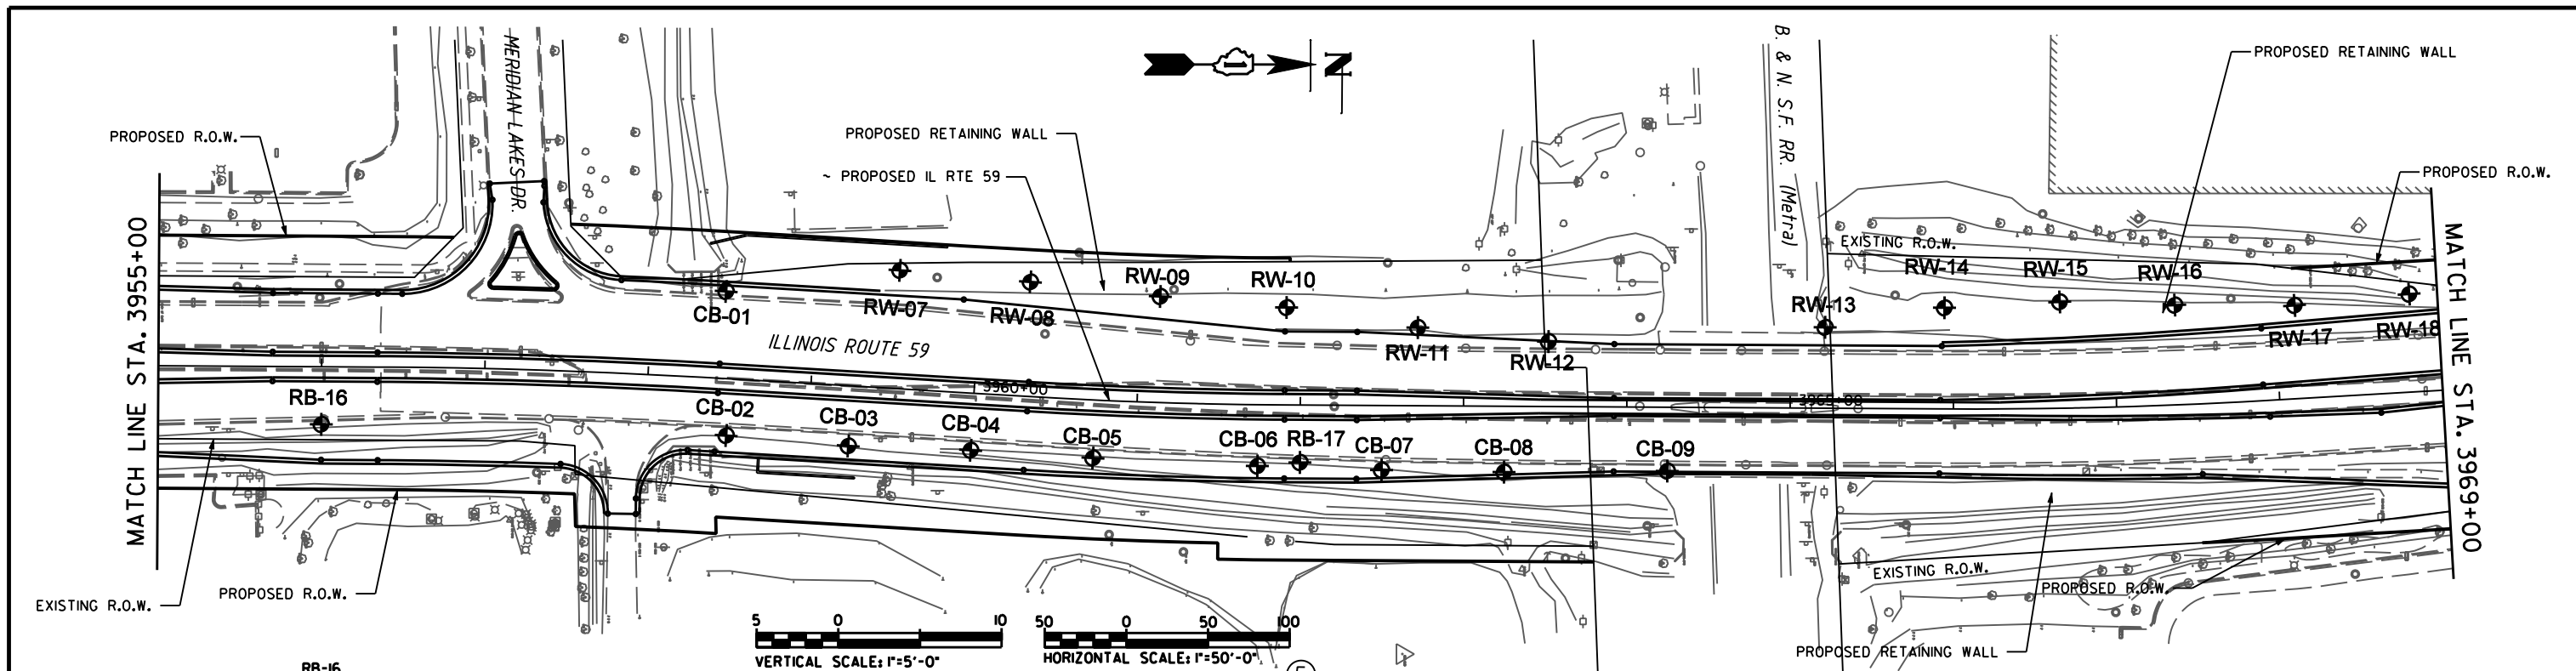 MERIDIAN LAKES DR.
N
B. & N. S.F. RR. (Metra)
PROPOSED RETAINING WALL
PROPOSED R.O.W.
PROPOSED RETAINING WALL
~ PROPOSED IL RTE 59
PROPOSED R.O.W.
MATCH LINE STA. 3955+00
MATCH LINE STA. 3969+00
EXISTING R.O.W.
RW-14
RW-15
RW-16
RW-09
RW-10
CB-01
RW-07
RW-08
RW-13
RW-11
RW-12
RW-17
RW-18
ILLINOIS ROUTE 59
3960+00
3965+00
RB-16
CB-02
CB-03
CB-04
CB-05
CB-06
RB-17
CB-07
CB-08
CB-09
EXISTING R.O.W.
PROPOSED R.O.W.
EXISTING R.O.W.
PROPOSED R.O.W.
PROPOSED RETAINING WALL
5 0 10
VERTICAL SCALE: 1"=5'-0"
50 0 50 100
HORIZONTAL SCALE: 1"=50'-0"
RB-16